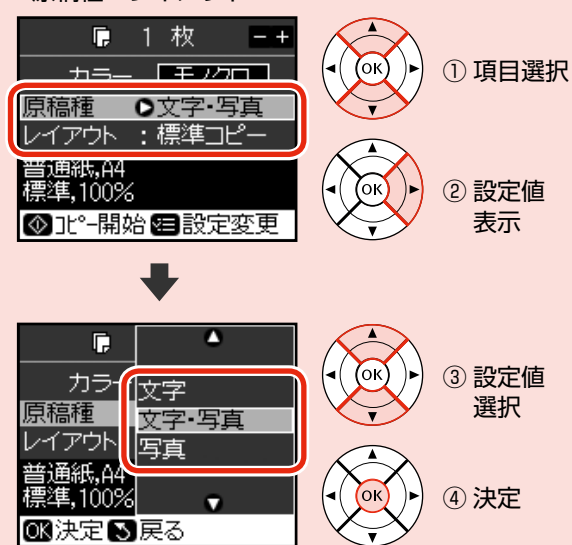 1 枚 - +
カラー モノクロ
原稿種 文字・写真
レイアウト : 標準コピー
普通紙,A4
標準,100%
コピー開始 設定変更
OK
① 項目選択
OK
② 設定値
表示
カラー
原稿種
レイアウト
普通紙,A4
標準,100%
文字
文字・写真
写真
OK決定 戻る
OK
③ 設定値
選択
OK
④ 決定